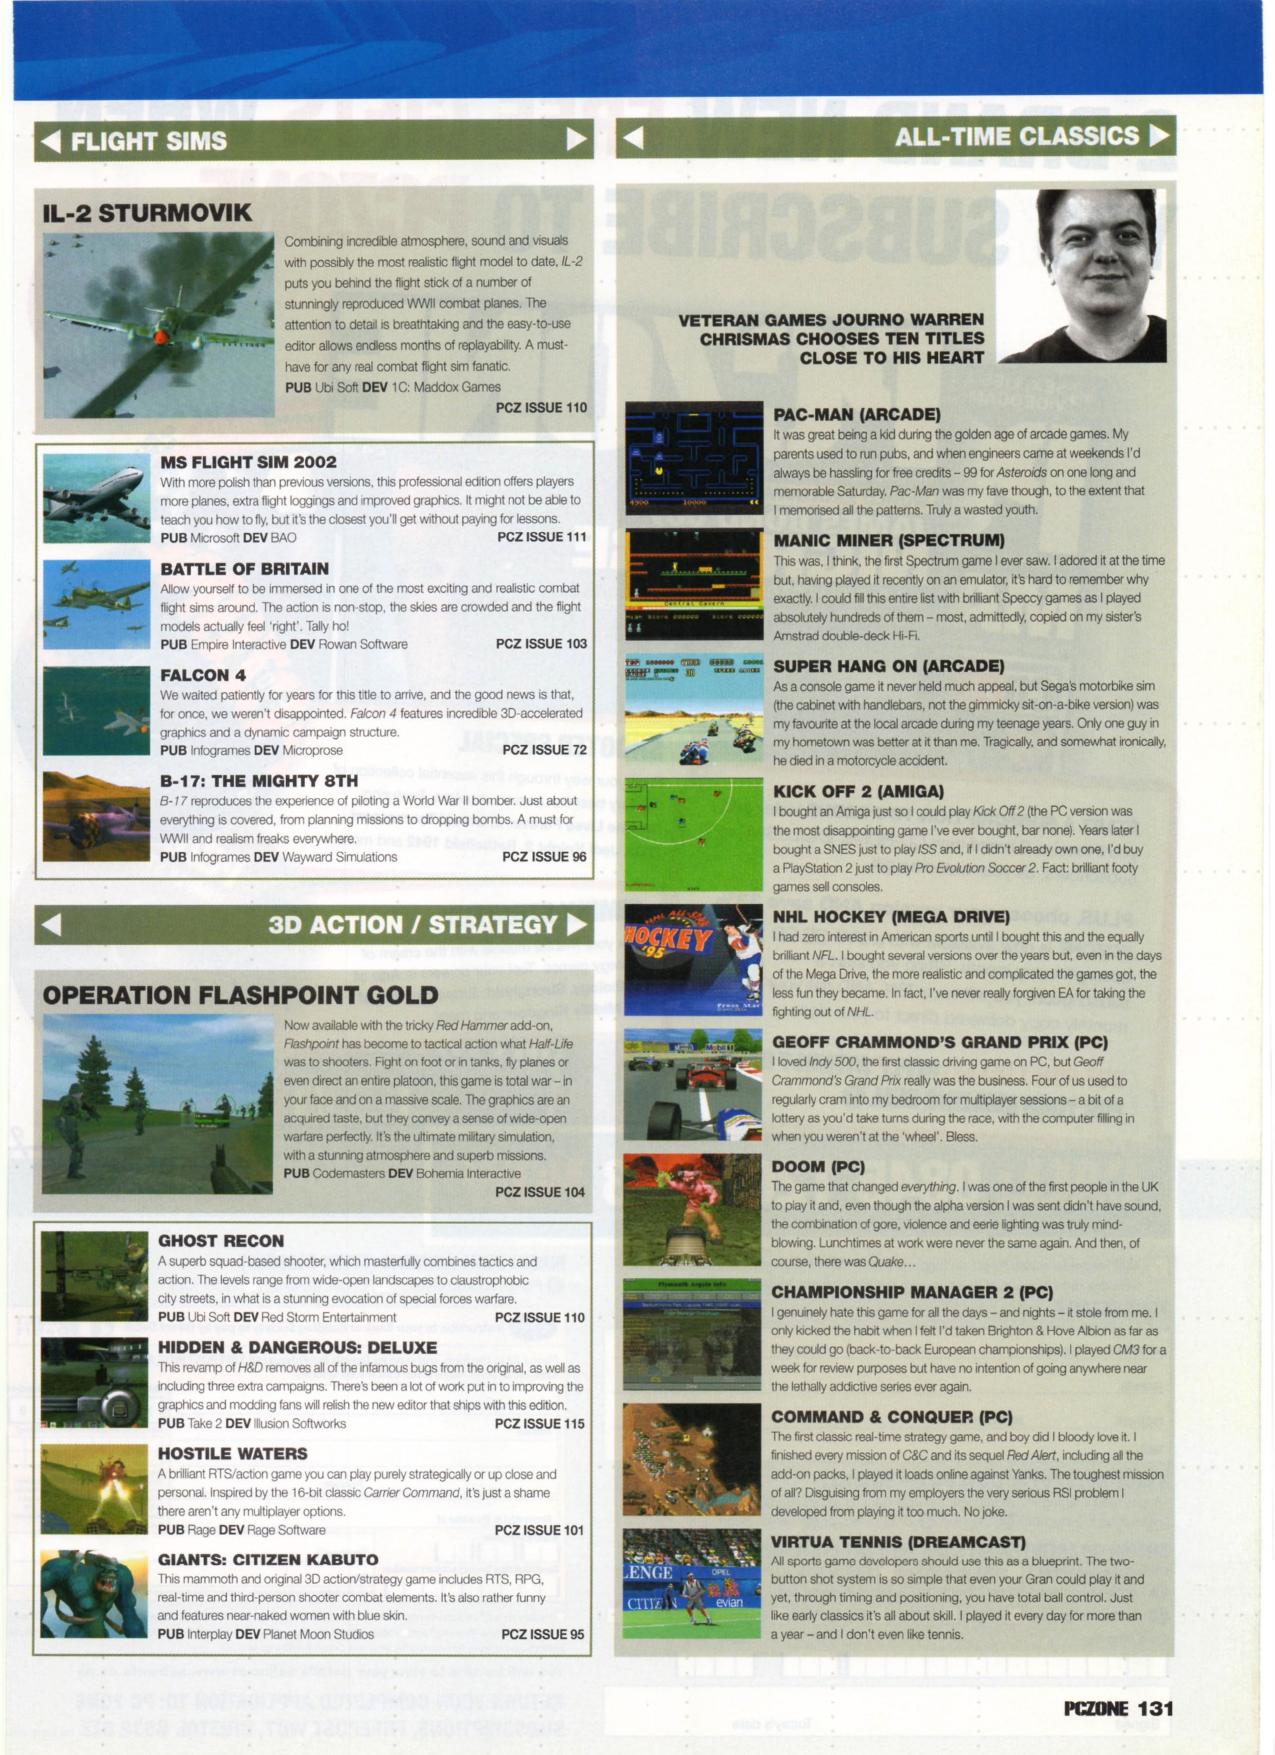 FLIGHT SIMS
IL-2 STURMOVIK
Combining incredible atmosphere, sound and visuals
with possibly the most realistic flight model to date, IL-2
puts you behind the flight stick of a number of
stunningly reproduced WWII combat planes. The
attention to detail is breathtaking and the easy-to-use
editor allows endless months of replayability. A must-
have for any real combat flight sim fanatic.
PUB Ubi Soft DEV 1C: Maddox Games
PCZ ISSUE 110
MS FLIGHT SIM 2002
With more polish than previous versions, this professional edition offers players
more planes, extra flight loggings and improved graphics. It might not be able to
teach you how to fly, but it's the closest you'll get without paying for lessons.
PUB Microsoft DEV BAO PCZ ISSUE 111
BATTLE OF BRITAIN
Allow yourself to be immersed in one of the most exciting and realistic combat
flight sims around. The action is non-stop, the skies are crowded and the flight
models actually feel 'right'. Tally ho!
PUB Empire Interactive DEV Rowan Software PCZ ISSUE 103
FALCON 4
We waited patiently for years for this title to arrive, and the good news is that,
for once, we weren't disappointed. Falcon 4 features incredible 3D-accelerated
graphics and a dynamic campaign structure.
PUB Infogrames DEV Microprose PCZ ISSUE 72
B-17: THE MIGHTY 8TH
B-17 reproduces the experience of piloting a World War II bomber. Just about
everything is covered, from planning missions to dropping bombs. A must for
WWII and realism freaks everywhere.
PUB Infogrames DEV Wayward Simulations PCZ ISSUE 96
3D ACTION / STRATEGY
OPERATION FLASHPOINT GOLD
Now available with the tricky Red Hammer add-on,
Flashpoint has become to tactical action what Half-Life
was to shooters. Fight on foot or in tanks, fly planes or
even direct an entire platoon, this game is total war – in
your face and on a massive scale. The graphics are an
acquired taste, but they convey a sense of wide-open
warfare perfectly. It's the ultimate military simulation,
with a stunning atmosphere and superb missions.
PUB Codemasters DEV Bohemia Interactive
PCZ ISSUE 104
GHOST RECON
A superb squad-based shooter, which masterfully combines tactics and
action. The levels range from wide-open landscapes to claustrophobic
city streets, in what is a stunning evocation of special forces warfare.
PUB Ubi Soft DEV Red Storm Entertainment PCZ ISSUE 110
HIDDEN & DANGEROUS: DELUXE
This revamp of H&D removes all of the infamous bugs from the original, as well as
including three extra campaigns. There's been a lot of work put in to improving the
graphics and modding fans will relish the new editor that ships with this edition.
PUB Take 2 DEV Illusion Softworks PCZ ISSUE 115
HOSTILE WATERS
A brilliant RTS/action game you can play purely strategically or up close and
personal. Inspired by the 16-bit classic Carrier Command, it's just a shame
there aren't any multiplayer options.
PUB Rage DEV Rage Software PCZ ISSUE 101
GIANTS: CITIZEN KABUTO
This mammoth and original 3D action/strategy game includes RTS, RPG,
real-time and third-person shooter combat elements. It's also rather funny
and features near-naked women with blue skin.
PUB Interplay DEV Planet Moon Studios PCZ ISSUE 95
ALL-TIME CLASSICS
VETERAN GAMES JOURNO WARREN
CHRISMAS CHOOSES TEN TITLES
CLOSE TO HIS HEART
PAC-MAN (ARCADE)
It was great being a kid during the golden age of arcade games. My
parents used to run pubs, and when engineers came at weekends I'd
always be hassling for free credits – 99 for Asteroids on one long and
memorable Saturday. Pac-Man was my fave though, to the extent that
I memorised all the patterns. Truly a wasted youth.
MANIC MINER (SPECTRUM)
This was, I think, the first Spectrum game I ever saw. I adored it at the time
but, having played it recently on an emulator, it's hard to remember why
exactly. I could fill this entire list with brilliant Speccy games as I played
absolutely hundreds of them – most, admittedly, copied on my sister's
Amstrad double-deck Hi-Fi.
Central Cavern
SUPER HANG ON (ARCADE)
As a console game it never held much appeal, but Sega's motorbike sim
(the cabinet with handlebars, not the gimmicky sit-on-a-bike version) was
my favourite at the local arcade during my teenage years. Only one guy in
my hometown was better at it than me. Tragically, and somewhat ironically,
he died in a motorcycle accident.
KICK OFF 2 (AMIGA)
I bought an Amiga just so I could play Kick Off 2 (the PC version was
the most disappointing game I've ever bought, bar none). Years later I
bought a SNES just to play ISS and, if I didn't already own one, I'd buy
a PlayStation 2 just to play Pro Evolution Soccer 2. Fact: brilliant footy
games sell consoles.
HOCKEY '95
NHL HOCKEY (MEGA DRIVE)
I had zero interest in American sports until I bought this and the equally
brilliant NFL. I bought several versions over the years but, even in the days
of the Mega Drive, the more realistic and complicated the games got, the
less fun they became. In fact, I've never really forgiven EA for taking the
fighting out of NHL.
GEOFF CRAMMOND'S GRAND PRIX (PC)
I loved Indy 500, the first classic driving game on PC, but Geoff
Crammond's Grand Prix really was the business. Four of us used to
regularly cram into my bedroom for multiplayer sessions – a bit of a
lottery as you'd take turns during the race, with the computer filling in
when you weren't at the 'wheel'. Bless.
DOOM (PC)
The game that changed everything. I was one of the first people in the UK
to play it and, even though the alpha version I was sent didn't have sound,
the combination of gore, violence and eerie lighting was truly mind-
blowing. Lunchtimes at work were never the same again. And then, of
course, there was Quake...
CHAMPIONSHIP MANAGER 2 (PC)
I genuinely hate this game for all the days – and nights – it stole from me. I
only kicked the habit when I felt I'd taken Brighton & Hove Albion as far as
they could go (back-to-back European championships). I played CM3 for a
week for review purposes but have no intention of going anywhere near
the lethally addictive series ever again.
COMMAND & CONQUER (PC)
The first classic real-time strategy game, and boy did I bloody love it. I
finished every mission of C&C and its sequel Red Alert, including all the
add-on packs, I played it loads online against Yanks. The toughest mission
of all? Disguising from my employers the very serious RSI problem I
developed from playing it too much. No joke.
VIRTUA TENNIS (DREAMCAST)
All sports game developers should use this as a blueprint. The two-
button shot system is so simple that even your Gran could play it and
yet, through timing and positioning, you have total ball control. Just
like early classics it's all about skill. I played it every day for more than
a year – and I don't even like tennis.
PCZONE 131